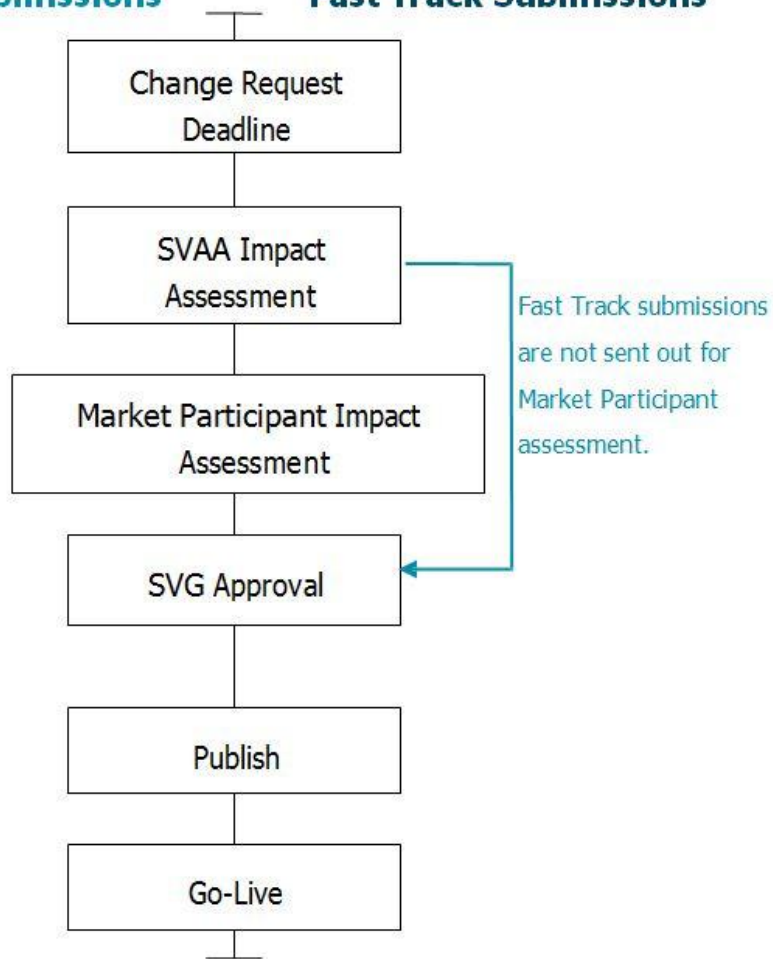 Fast Track Submissions
Change Request
Deadline
SVAA Impact
Assessment
Fast Track submissions
are not sent out for
Market Participant
assessment.
Market Participant Impact
Assessment
SVG Approval
Publish
Go-Live